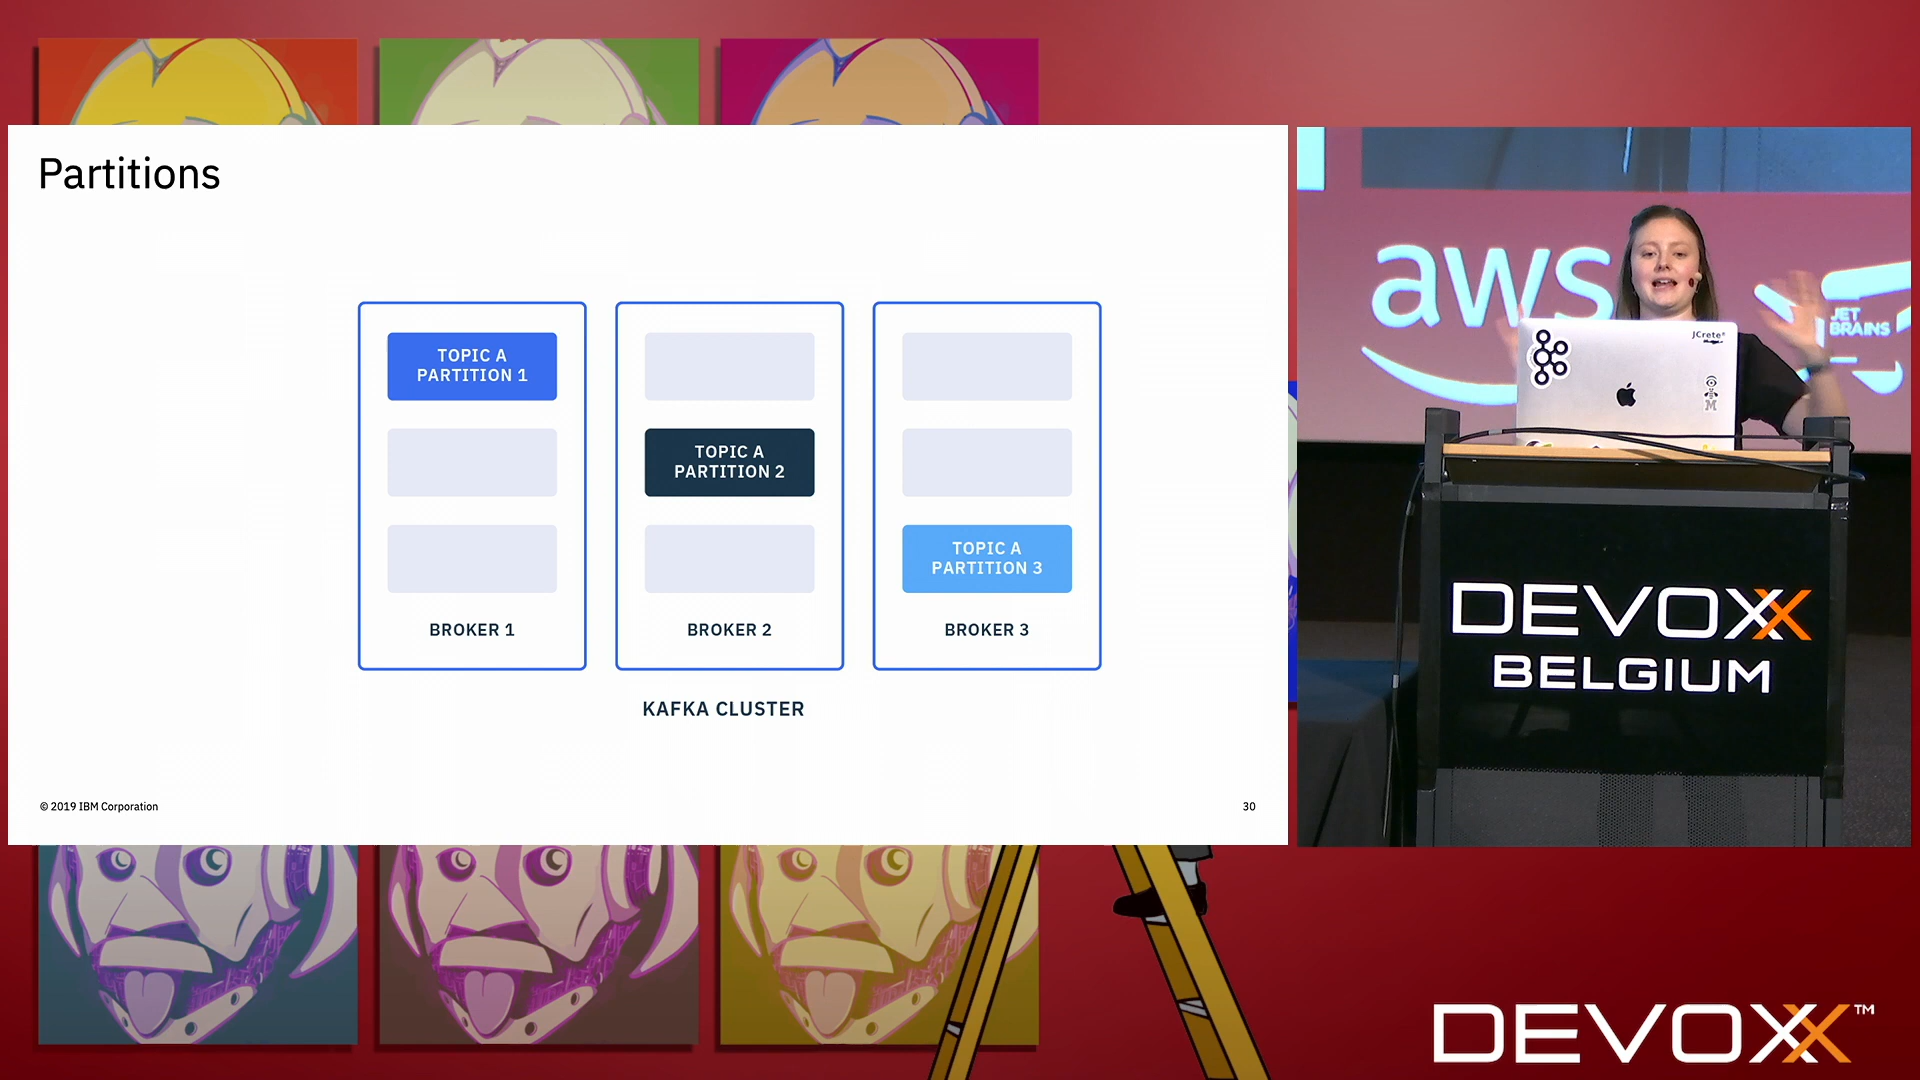 Partitions
TOPIC A
PARTITION 1
TOPIC A
PARTITION 2
TOPIC A
PARTITION 3
BROKER 1
BROKER 2
BROKER 3
KAFKA CLUSTER
© 2019 IBM Corporation
30
aws
JET
BRAINS
JCrete
M
DEVOXX
BELGIUM
DEVOXX™